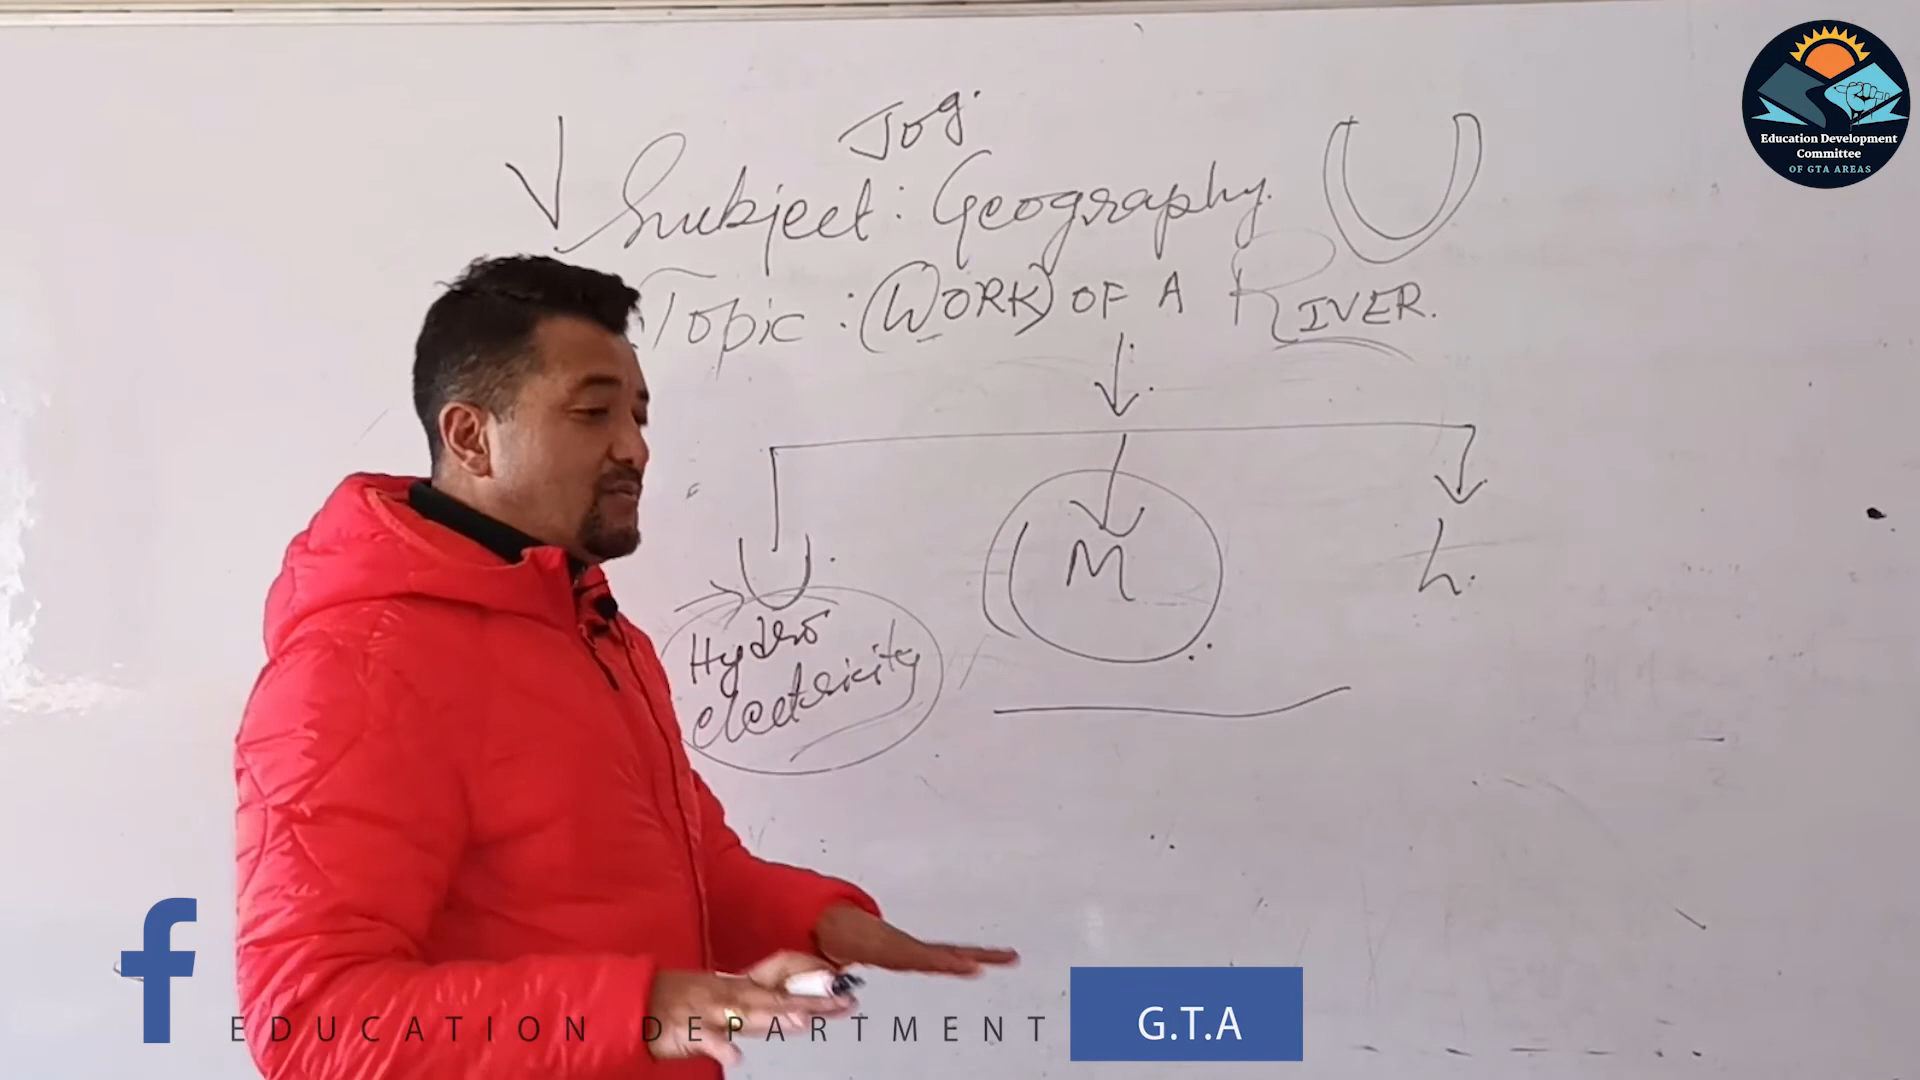 Jog.
Subject: Geography.
Topic: (WORK) OF A RIVER.
U
M
L.
Hydro
electricity
Education Development
Committee
OF GTA AREAS
f
EDUCATION DEPARTMENT
G.T.A